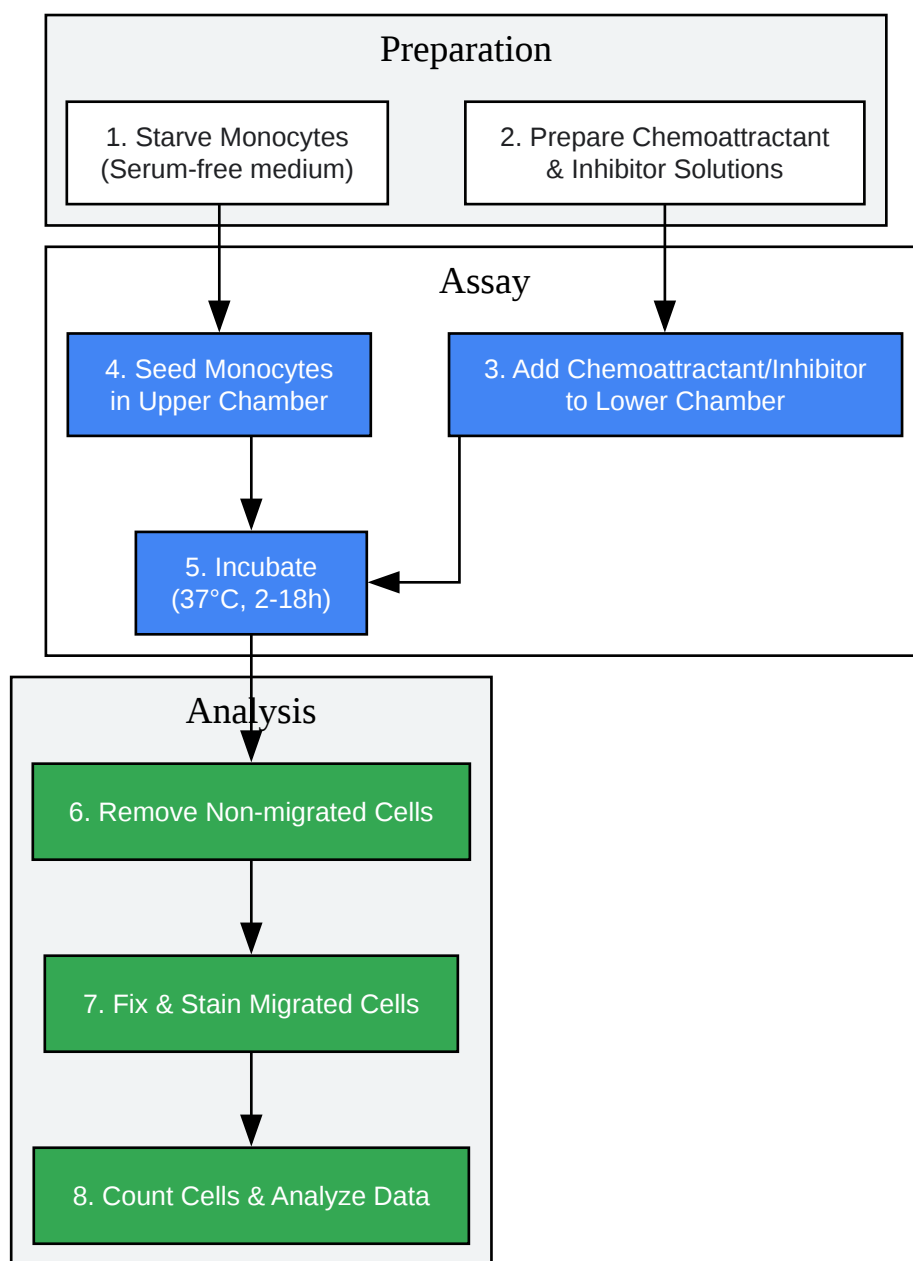 Preparation
1. Starve Monocytes
(Serum-free medium)
2. Prepare Chemoattractant
& Inhibitor Solutions
Assay
4. Seed Monocytes
in Upper Chamber
3. Add Chemoattractant/Inhibitor
to Lower Chamber
5. Incubate
(37°C, 2-18h)
Analysis
6. Remove Non-migrated Cells
7. Fix & Stain Migrated Cells
8. Count Cells & Analyze Data